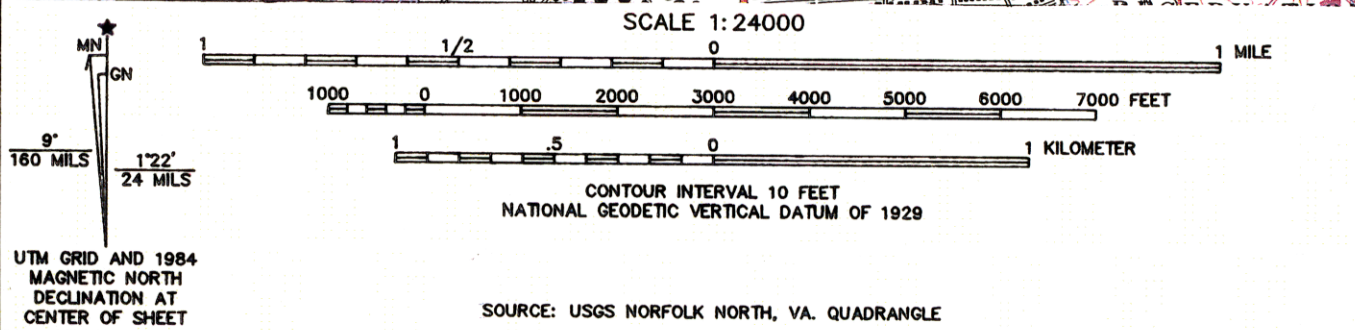 SCALE 1:24000
MN
GN
9°
160 MILS
1°22'
24 MILS
1 1/2 0 1 MILE
1000 0 1000 2000 3000 4000 5000 6000 7000 FEET
1 .5 0 1 KILOMETER
CONTOUR INTERVAL 10 FEET
NATIONAL GEODETIC VERTICAL DATUM OF 1929
UTM GRID AND 1984
MAGNETIC NORTH
DECLINATION AT
CENTER OF SHEET
SOURCE: USGS NORFOLK NORTH, VA. QUADRANGLE